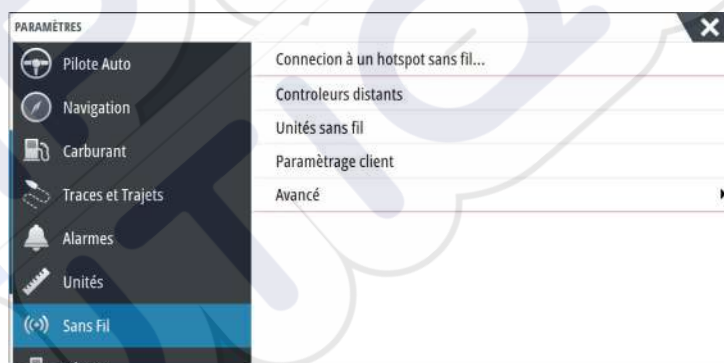 PARAMÈTRES
Pilote Auto
Navigation
Carburant
Traces et Trajets
Alarmes
Unités
Sans Fil
Connecion à un hotspot sans fil...
Controleurs distants
Unités sans fil
Paramètrage client
Avancé